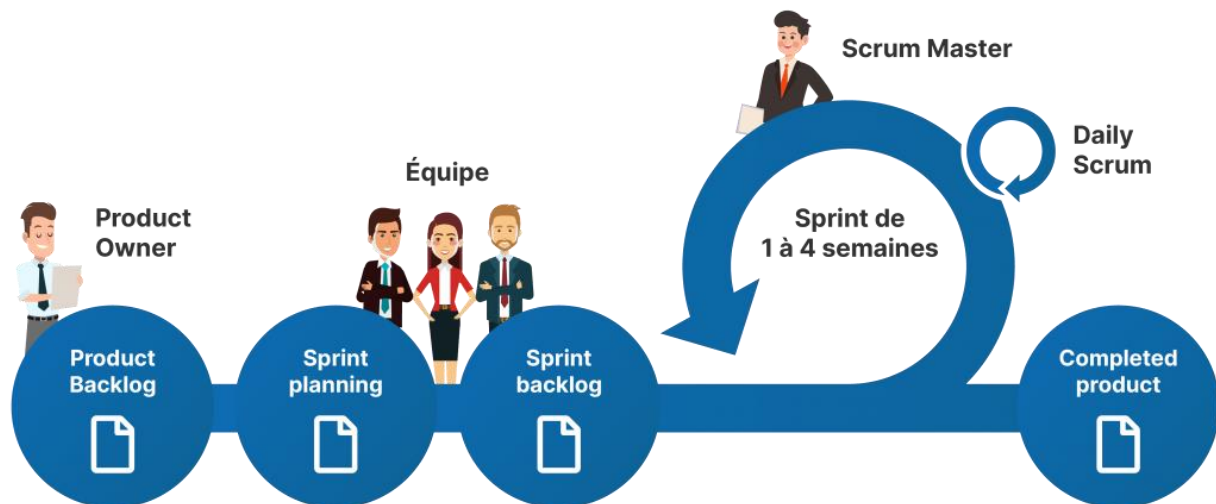 Scrum Master
Daily
Scrum
Équipe
Product
Owner
Sprint de
1 à 4 semaines
Product
Backlog
Sprint
planning
Sprint
backlog
Completed
product